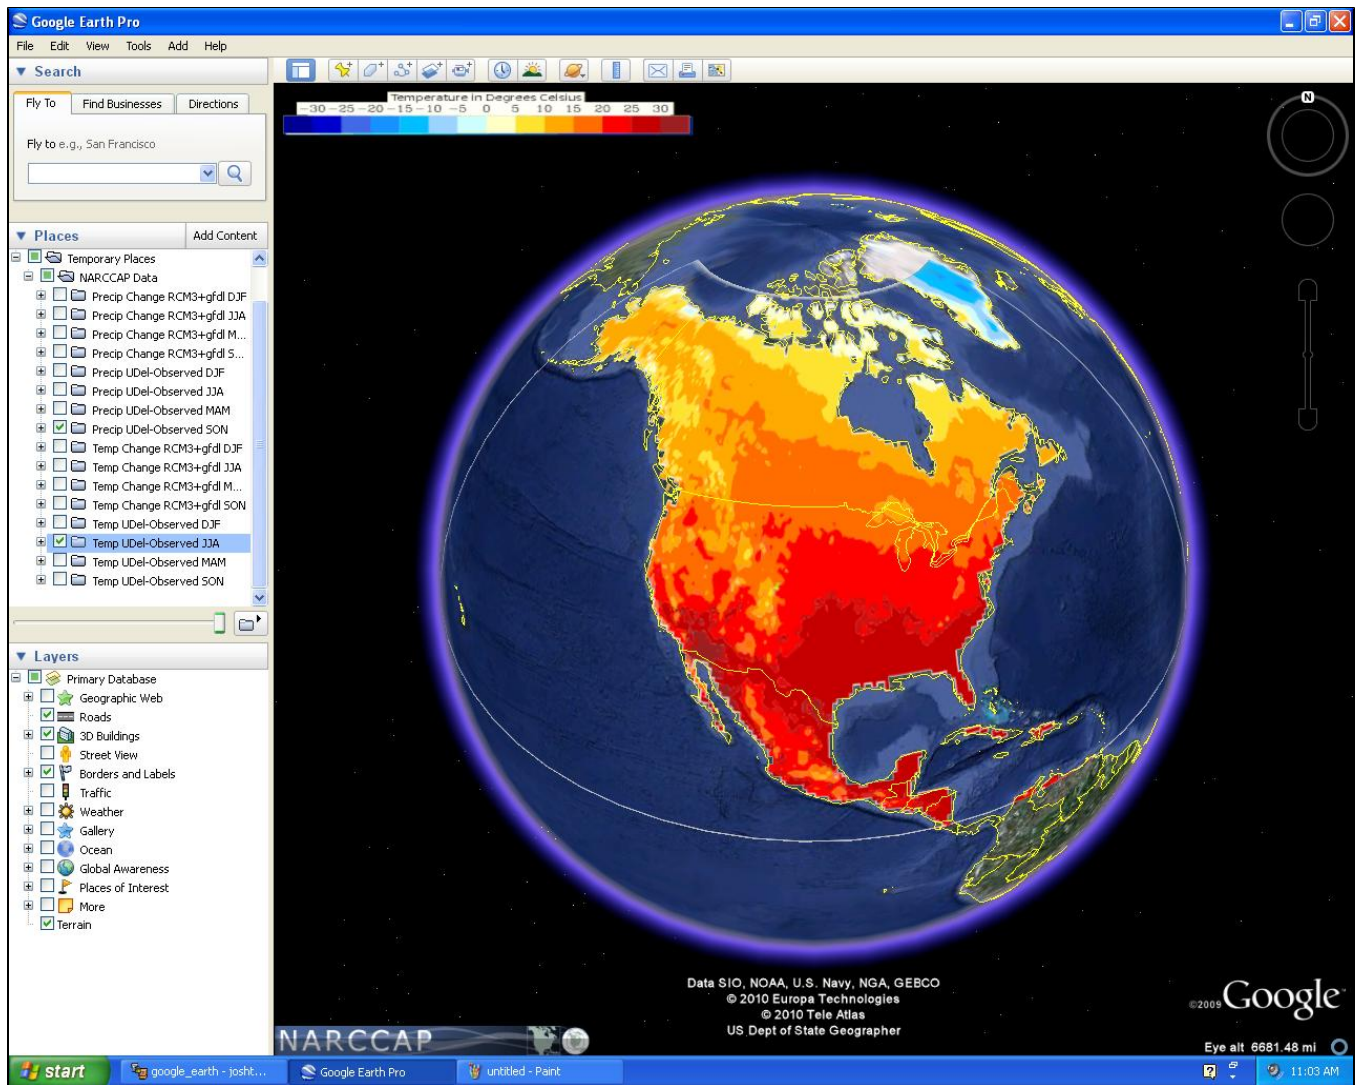 Google Earth Pro
File Edit View Tools Add Help
Search
Fly To Find Businesses Directions
Fly to e.g., San Francisco
Places Add Content
Temporary Places
NARCCAP Data
Precip Change RCM3+gfdl DJF
Precip Change RCM3+gfdl JJA
Precip Change RCM3+gfdl M...
Precip Change RCM3+gfdl S...
Precip UDel-Observed DJF
Precip UDel-Observed JJA
Precip UDel-Observed MAM
Precip UDel-Observed SON
Temp Change RCM3+gfdl DJF
Temp Change RCM3+gfdl JJA
Temp Change RCM3+gfdl M...
Temp Change RCM3+gfdl SON
Temp UDel-Observed DJF
Temp UDel-Observed JJA
Temp UDel-Observed MAM
Temp UDel-Observed SON
Layers
Primary Database
Geographic Web
Roads
3D Buildings
Street View
Borders and Labels
Traffic
Weather
Gallery
Ocean
Global Awareness
Places of Interest
More
Terrain
Temperature in Degrees Celsius
-30 -25 -20 -15 -10 -5 0 5 10 15 20 25 30
N
Data SIO, NOAA, U.S. Navy, NGA, GEBCO
© 2010 Europa Technologies
© 2010 Tele Atlas
US Dept of State Geographer
©2009 Google
NARCCAP
Eye alt 6681.48 mi
start google_earth - josht... Google Earth Pro untitled - Paint 11:03 AM